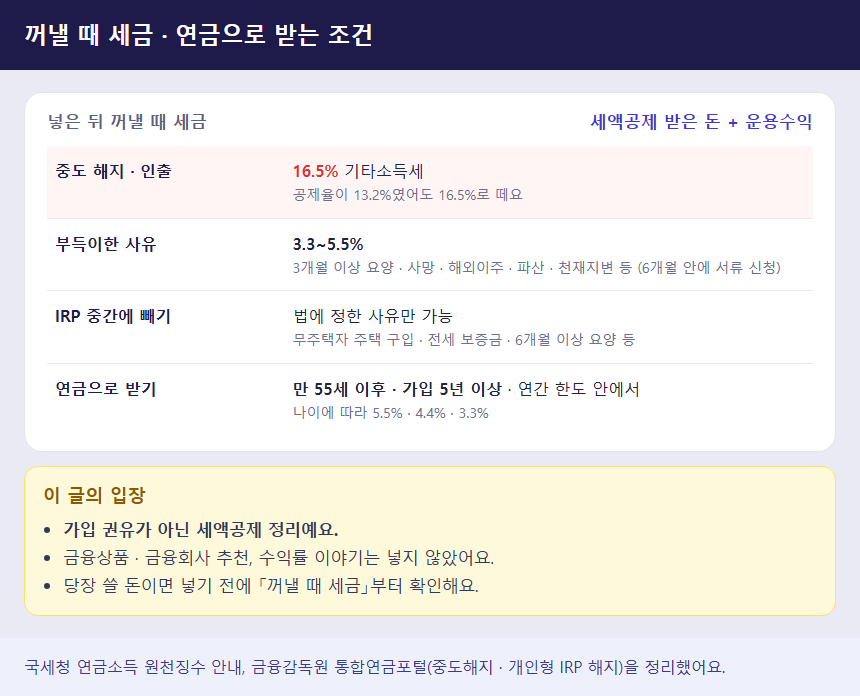 꺼낼 때 세금 · 연금으로 받는 조건
넣은 뒤 꺼낼 때 세금
세액공제 받은 돈 + 운용수익
중도 해지 · 인출
16.5% 기타소득세
공제율이 13.2%였어도 16.5%로 떼요
부득이한 사유
3.3~5.5%
3개월 이상 요양 · 사망 · 해외이주 · 파산 · 천재지변 등 (6개월 안에 서류 신청)
IRP 중간에 빼기
법에 정한 사유만 가능
무주택자 주택 구입 · 전세 보증금 · 6개월 이상 요양 등
연금으로 받기
만 55세 이후 · 가입 5년 이상 · 연간 한도 안에서
나이에 따라 5.5% · 4.4% · 3.3%
이 글의 입장
• 가입 권유가 아닌 세액공제 정리예요.
• 금융상품 · 금융회사 추천, 수익률 이야기는 넣지 않았어요.
• 당장 쓸 돈이면 넣기 전에 「꺼낼 때 세금」부터 확인해요.
국세청 연금소득 원천징수 안내, 금융감독원 통합연금포털(중도해지 · 개인형 IRP 해지)을 정리했어요.